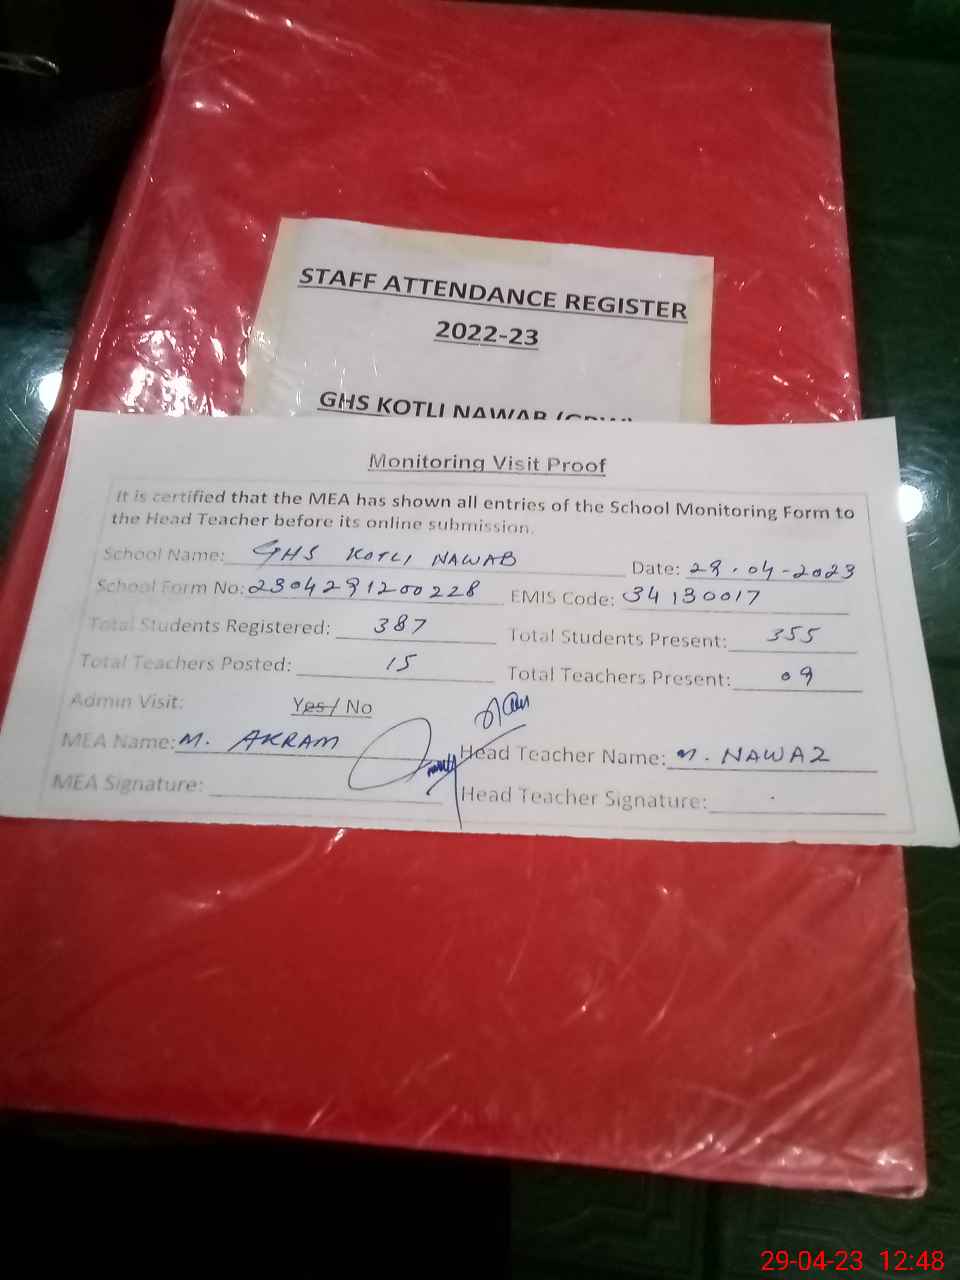 STAFF ATTENDANCE REGISTER
2022-23
GHS KOTLI NAWAB
Monitoring Visit Proof
It is certified that the MEA has shown all entries of the School Monitoring Form to
the Head Teacher before its online submission.
School Name: GHS KOTLI NAWAB Date: 29.04-2023
School Form No: 2304291200228 EMIS Code: 34130017
Total Students Registered: 387 Total Students Present: 355
Total Teachers Posted: 15 Total Teachers Present: 09
Admin Visit: Yes / No
MEA Name: M. AKRAM Head Teacher Name: M. NAWAZ
MEA Signature: Head Teacher Signature:
29-04-23 12:48